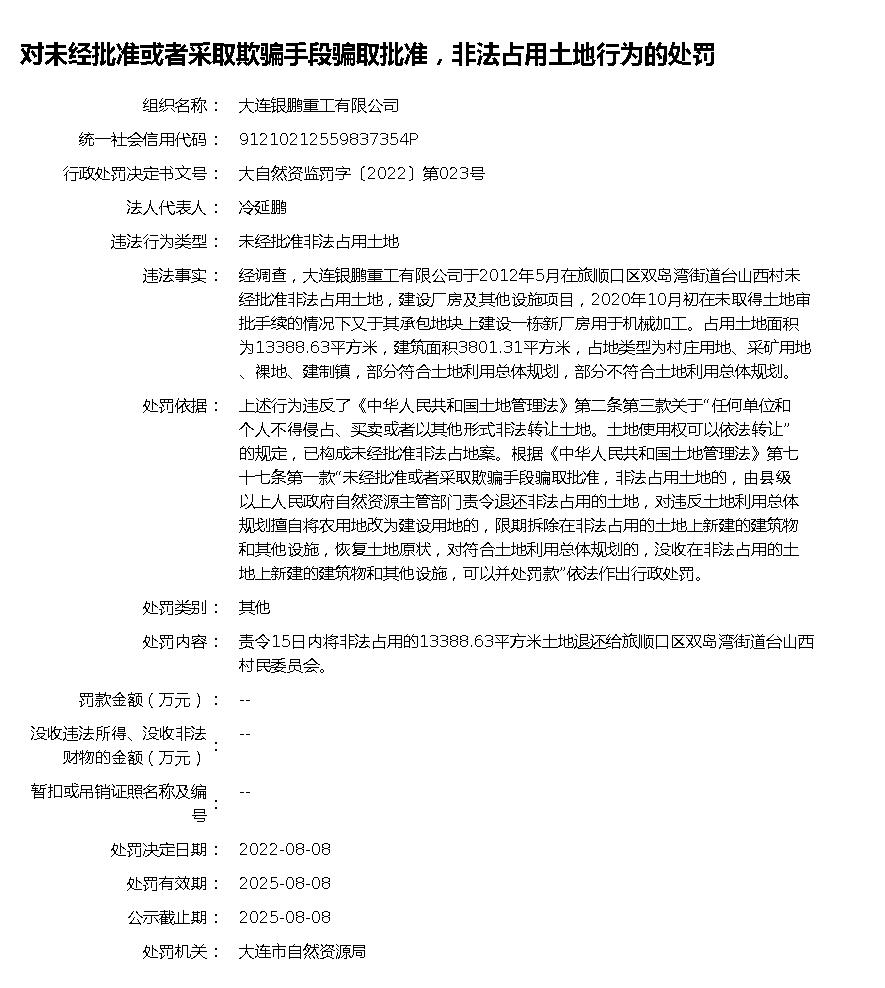 对未经批准或者采取欺骗手段骗取批准，非法占用土地行为的处罚
组织名称： 大连银鹏重工有限公司
统一社会信用代码： 91210212559837354P
行政处罚决定书文号： 大自然资监罚字〔2022〕第023号
法人代表人： 冷延鹏
违法行为类型： 未经批准非法占用土地
违法事实： 经调查，大连银鹏重工有限公司于2012年5月在旅顺口区双岛湾街道台山西村未
经批准非法占用土地，建设厂房及其他设施项目，2020年10月初在未取得土地审
批手续的情况下又于其承包地块上建设一栋新厂房用于机械加工。占用土地面积
为13388.63平方米，建筑面积3801.31平方米，占地类型为村庄用地、采矿用地
、裸地、建制镇，部分符合土地利用总体规划，部分不符合土地利用总体规划。
处罚依据： 上述行为违反了《中华人民共和国土地管理法》第二条第三款关于“任何单位和
个人不得侵占、买卖或者以其他形式非法转让土地。土地使用权可以依法转让”
的规定，已构成未经批准非法占地案。根据《中华人民共和国土地管理法》第七
十七条第一款“未经批准或者采取欺骗手段骗取批准，非法占用土地的，由县级
以上人民政府自然资源主管部门责令退还非法占用的土地，对违反土地利用总体
规划擅自将农用地改为建设用地的，限期拆除在非法占用的土地上新建的建筑物
和其他设施，恢复土地原状，对符合土地利用总体规划的，没收在非法占用的土
地上新建的建筑物和其他设施，可以并处罚款”依法作出行政处罚。
处罚类别： 其他
处罚内容： 责令15日内将非法占用的13388.63平方米土地退还给旅顺口区双岛湾街道台山西
村民委员会。
罚款金额（万元）： --
没收违法所得、没收非法
财物的金额（万元）： --
暂扣或吊销证照名称及编
号： --
处罚决定日期： 2022-08-08
处罚有效期： 2025-08-08
公示截止期： 2025-08-08
处罚机关： 大连市自然资源局